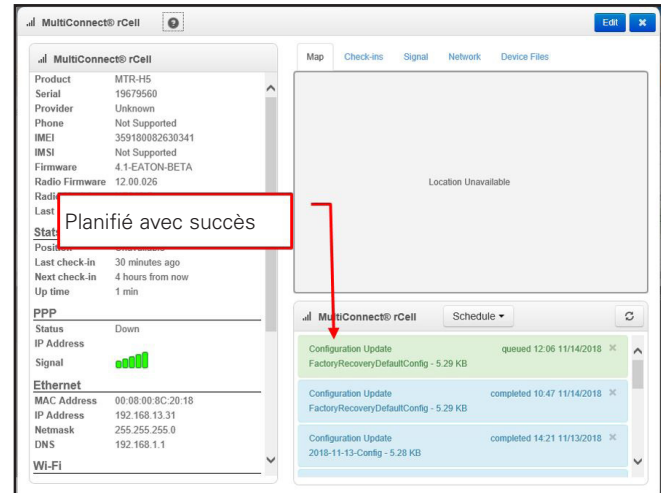 MultiConnect® rCell
?
Edit
×
MultiConnect® rCell
Product MTR-H5
Serial 19679560
Provider Unknown
Phone Not Supported
IMEI 359180082630341
IMSI Not Supported
Firmware 4.1-EATON-BETA
Radio Firmware 12.00.026
Last
Planifié avec succès
Last check-in 30 minutes ago
Next check-in 4 hours from now
Up time 1 min
PPP
Status Down
IP Address
Signal
Ethernet
MAC Address 00:08:00:8C:20:18
IP Address 192.168.13.31
Netmask 255.255.255.0
DNS 192.168.1.1
Wi-Fi
Map Check-ins Signal Network Device Files
Location Unavailable
MultiConnect® rCell Schedule
Configuration Update queued 12:06 11/14/2018 ×
FactoryRecoveryDefaultConfig - 5.29 KB
Configuration Update completed 10:47 11/14/2018 ×
FactoryRecoveryDefaultConfig - 5.29 KB
Configuration Update completed 14:21 11/13/2018 ×
2018-11-13-Config - 5.28 KB